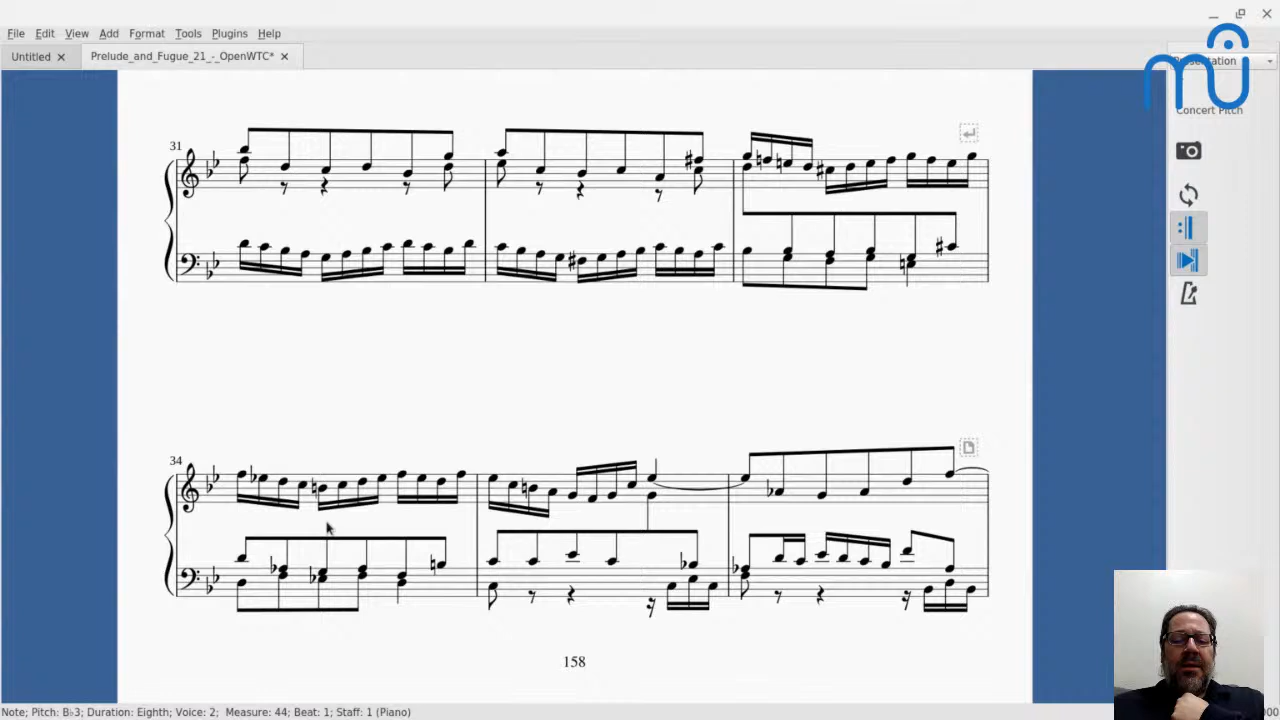 File Edit View Add Format Tools Plugins Help
Untitled Prelude_and_Fugue_21_-_OpenWTC*
Concert Pitch
31
34
158
Note; Pitch: B♭3; Duration: Eighth; Voice: 2; Measure: 44; Beat: 1; Staff: 1 (Piano)